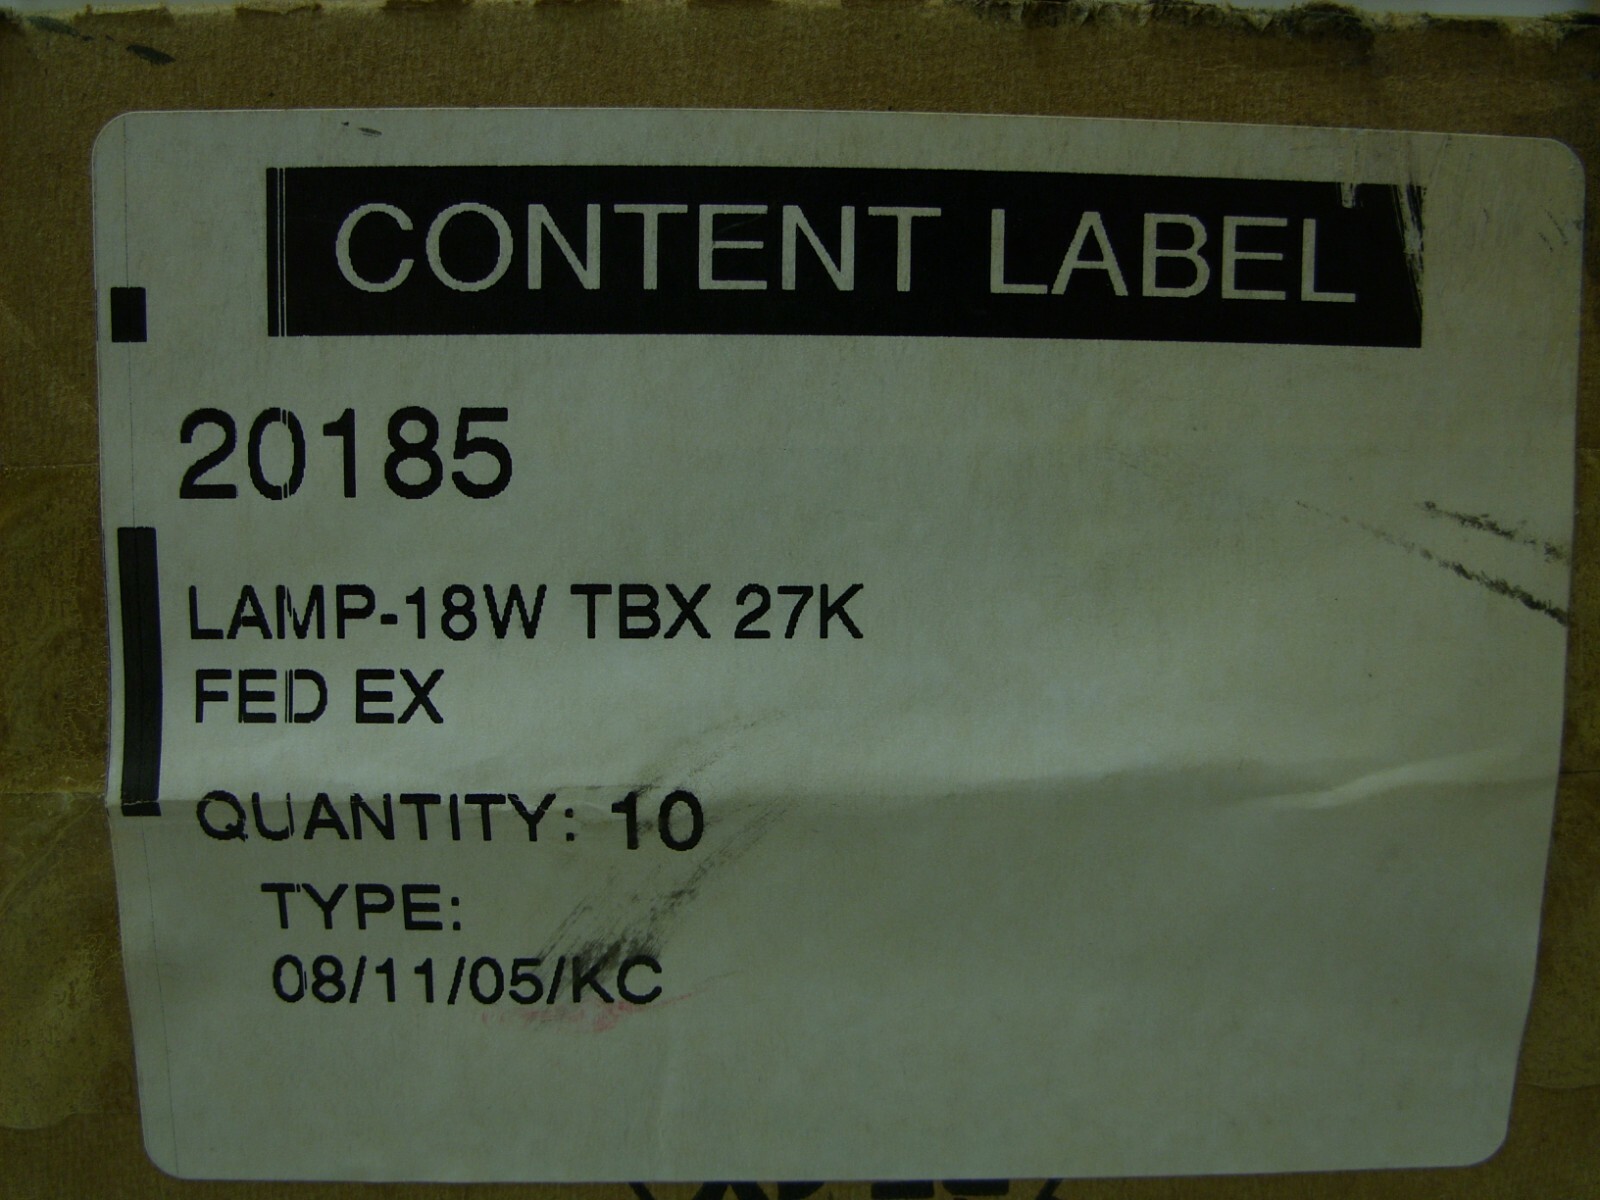 CONTENT LABEL
20185
LAMP-18W TBX 27K
FED EX
QUANTITY: 10
TYPE:
08/11/05/KC